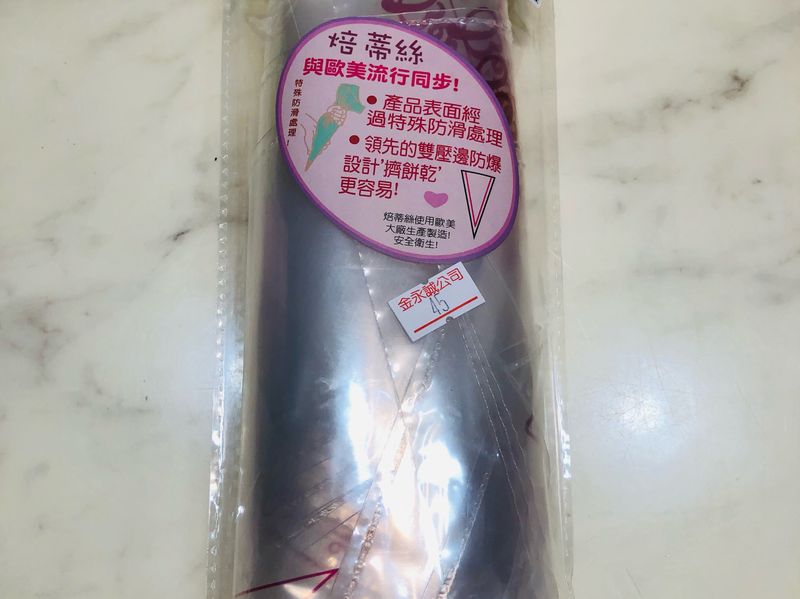 焙蒂絲
與歐美流行同步!
特殊防滑處理!
●產品表面經
過特殊防滑處理
●領先的雙壓邊防爆
設計'擠餅乾'
更容易!
焙蒂絲使用歐美
大廠生產製造!
安全衛生!
金永誠公司
45